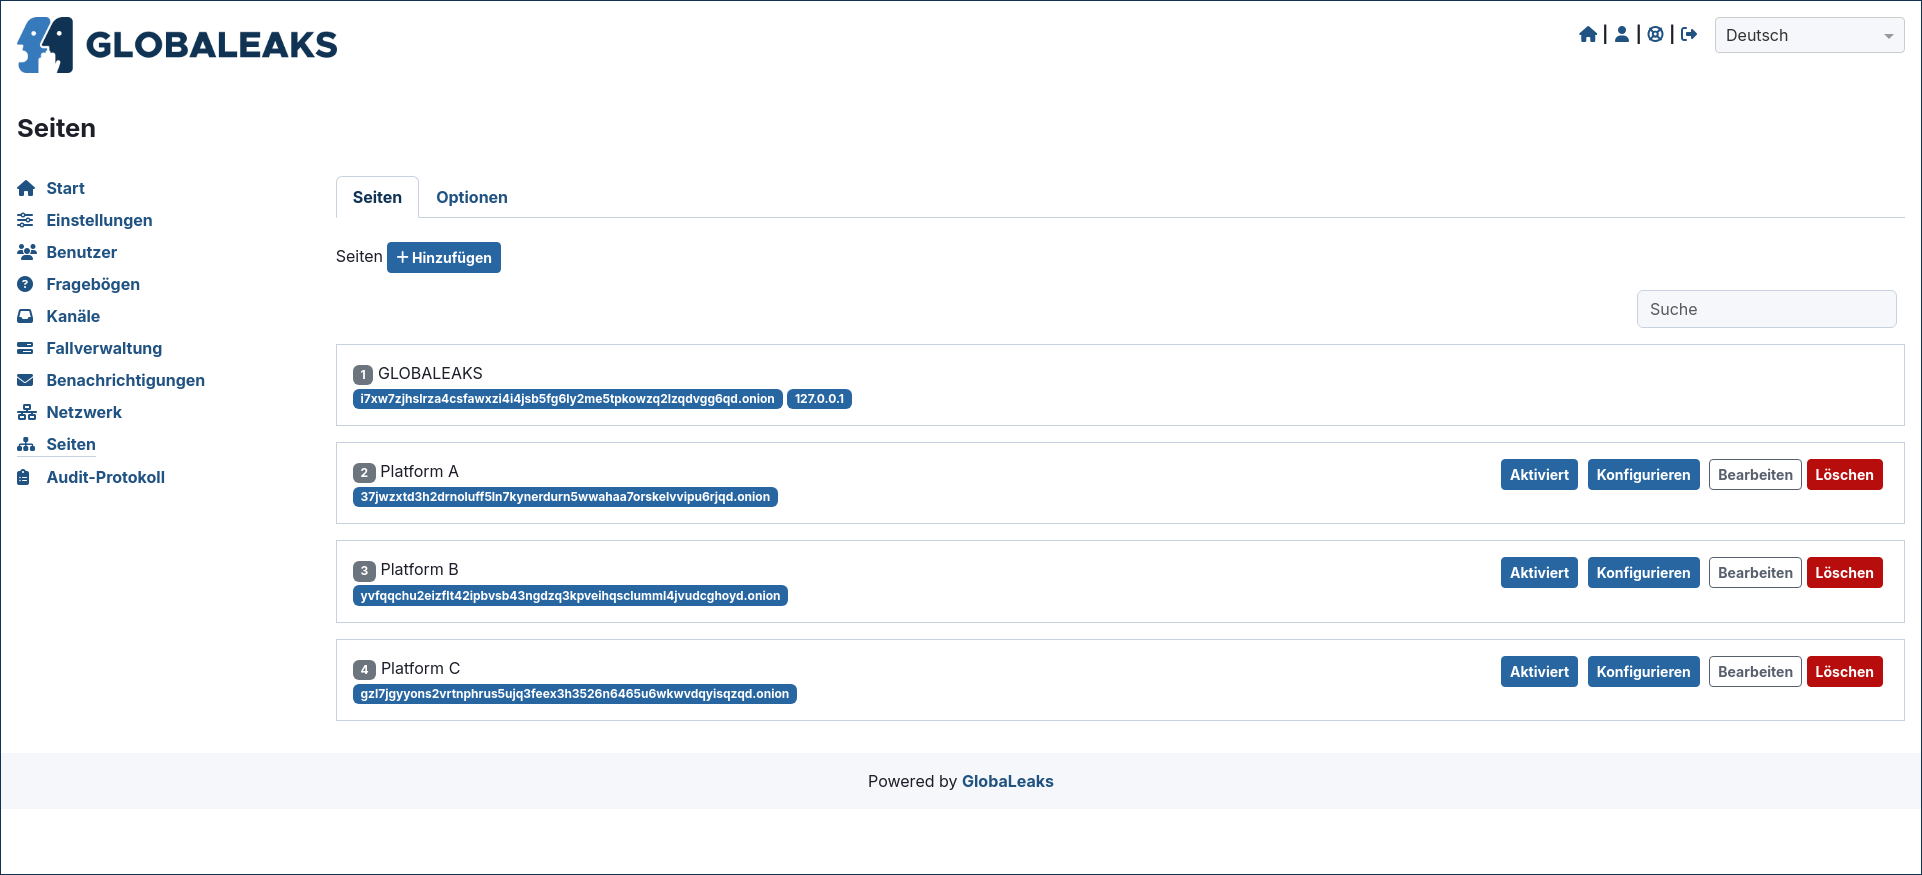 GLOBALEAKS
Deutsch
Seiten
Start
Einstellungen
Benutzer
Fragebögen
Kanäle
Fallverwaltung
Benachrichtigungen
Netzwerk
Seiten
Audit-Protokoll
Seiten Optionen
Seiten + Hinzufügen
Suche
1 GLOBALEAKS
i7xw7zjhslrza4csfawxzi4i4jsb5fg6ly2me5tpkowzq2lzqdvgg6qd.onion 127.0.0.1
2 Platform A Aktiviert Konfigurieren Bearbeiten Löschen
37jwzxtd3h2drnoluff5ln7kynerdurn5wwahaa7orskelvvipu6rjqd.onion
3 Platform B Aktiviert Konfigurieren Bearbeiten Löschen
yvfqqchu2eizflt42ipbvsb43ngdzq3kpveihqsclumml4jvudcghoyd.onion
4 Platform C Aktiviert Konfigurieren Bearbeiten Löschen
gzl7jgyyons2vrtnphrus5ujq3feex3h3526n6465u6wkwvdqyisqzqd.onion
Powered by GlobaLeaks